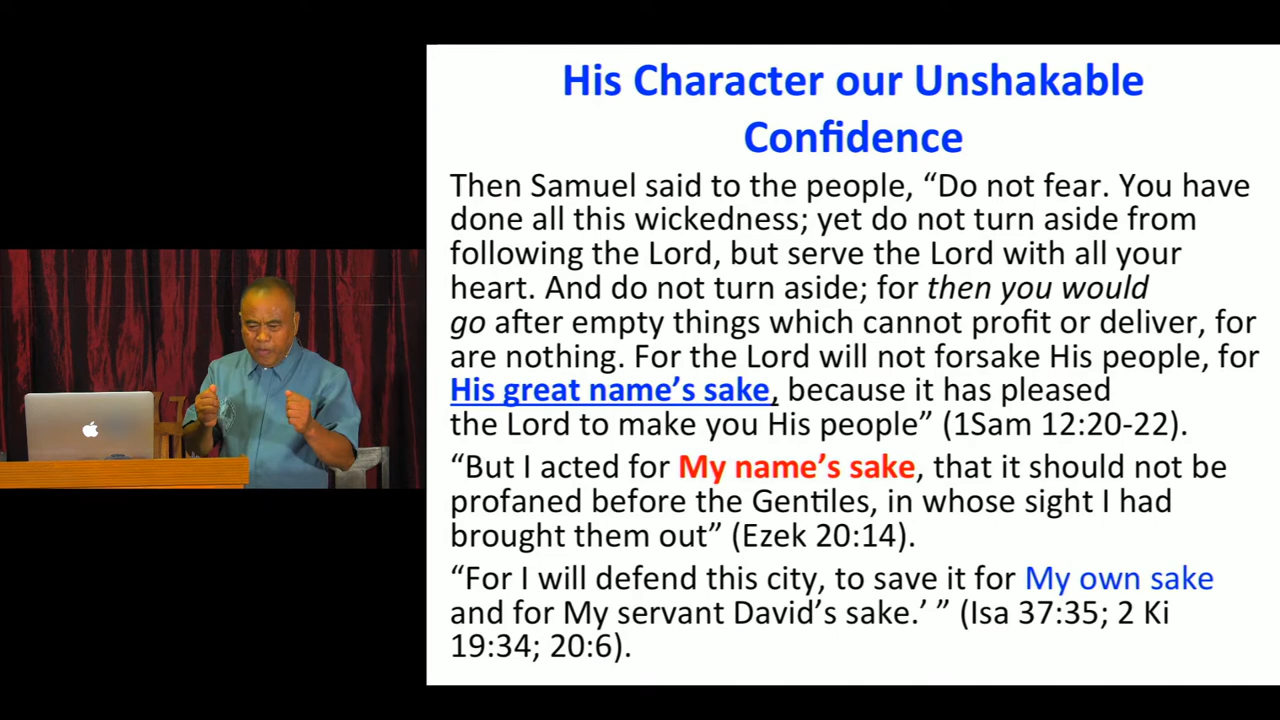 His Character our Unshakable
Confidence
Then Samuel said to the people, “Do not fear. You have
done all this wickedness; yet do not turn aside from
following the Lord, but serve the Lord with all your
heart. And do not turn aside; for then you would
go after empty things which cannot profit or deliver, for
are nothing. For the Lord will not forsake His people, for
His great name’s sake, because it has pleased
the Lord to make you His people” (1Sam 12:20-22).
“But I acted for My name’s sake, that it should not be
profaned before the Gentiles, in whose sight I had
brought them out” (Ezek 20:14).
“For I will defend this city, to save it for My own sake
and for My servant David’s sake.’ ” (Isa 37:35; 2 Ki
19:34; 20:6).